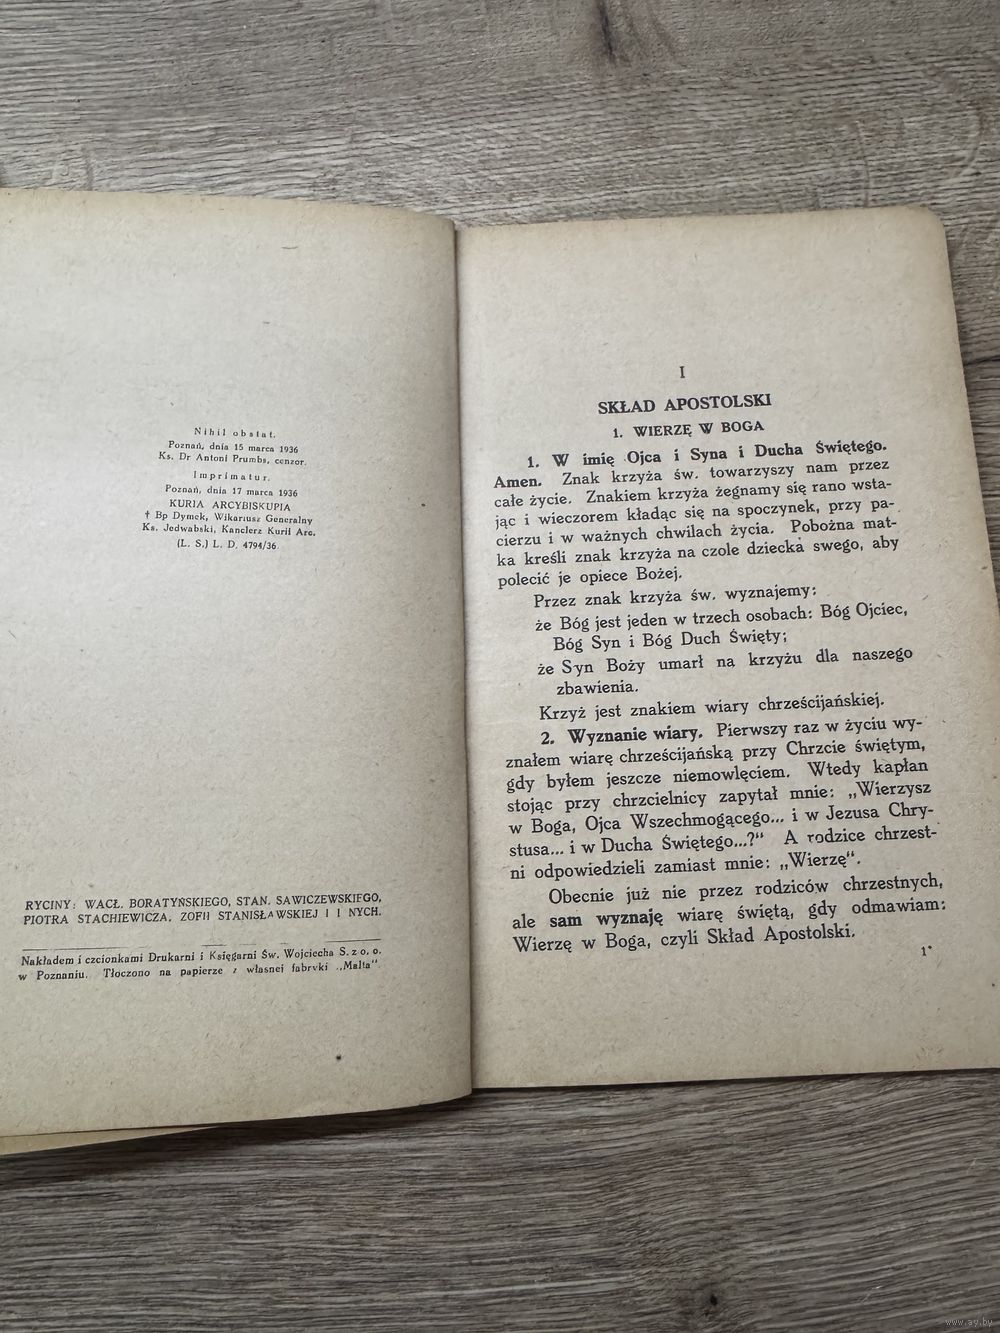 Nihil obstat.
Poznań, dnia 15 marca 1936
Ks. Dr Antoni Prumbs, cenzor.
Imprimatur.
Poznań, dnia 17 marca 1936
KURIA ARCYBISKUPIA
† Bp Dymek, Wikariusz Generalny
Ks. Jedwabski, Kanclerz Kurii Arc.
(L. S.) L. D. 4794/36
RYCINY: WACŁ. BORATYNSKIEGO, STAN. SAWICZEWSKIEGO,
PIOTRA STACHIEWICZA, ZOFII STANISŁAWSKIEJ I I NYCH.
Nakładem i czcionkami Drukarni i Księgarni Św. Wojciecha S. z o. o.
w Poznaniu. Tłoczono na papierze z własnej fabryki „Malta“
I
SKŁAD APOSTOLSKI
1. WIERZĘ W BOGA
1. W imię Ojca i Syna i Ducha Świętego.
Amen. Znak krzyża św. towarzyszy nam przez
całe życie. Znakiem krzyża żegnamy się rano wsta-
jąc i wieczorem kładąc się na spoczynek, przy pa-
cierzu i w ważnych chwilach życia. Pobożna mat-
ka kreśli znak krzyża na czole dziecka swego, aby
polecić je opiece Bożej.
Przez znak krzyża św. wyznajemy:
że Bóg jest jeden w trzech osobach: Bóg Ojciec,
Bóg Syn i Bóg Duch Święty;
że Syn Boży umarł na krzyżu dla naszego
zbawienia.
Krzyż jest znakiem wiary chrześcijańskiej.
2. Wyznanie wiary. Pierwszy raz w życiu wy-
znałem wiarę chrześcijańską przy Chrzcie świętym,
gdy byłem jeszcze niemowlęciem. Wtedy kapłan
stojąc przy chrzcielnicy zapytał mnie: „Wierzysz
w Boga, Ojca Wszechmogącego... i w Jezusa Chry-
stusa... i w Ducha Świętego...?“ A rodzice chrzest-
ni odpowiedzieli zamiast mnie: „Wierzę“.
Obecnie już nie przez rodziców chrzestnych,
ale sam wyznaję wiarę świętą, gdy odmawiam:
Wierzę w Boga, czyli Skład Apostolski.
1*
www.ay.by